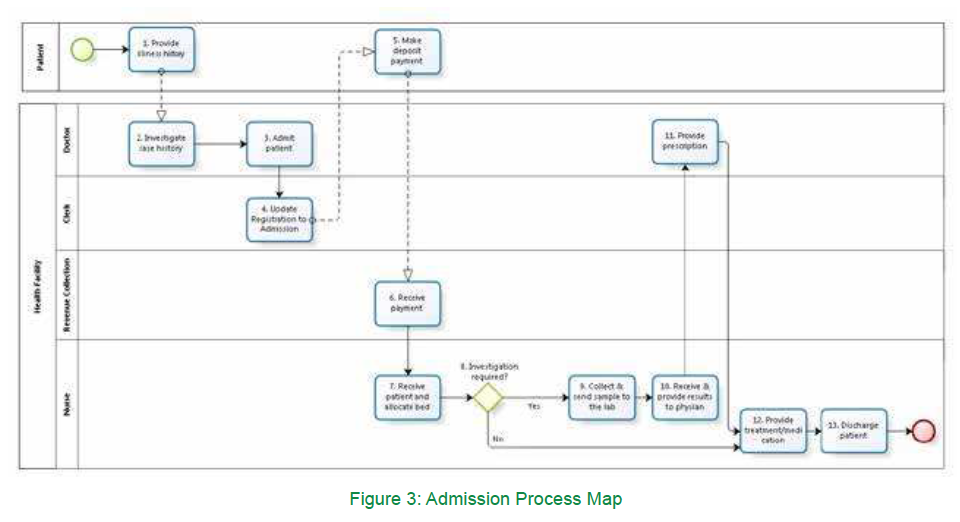 Patient
1. Provide
illness hitory
5. Make
deposit
payment
Health Facility
Doctor
2. Investigate
case history
3. Admit
patient
11. Provide
prescription
Clerk
4. Update
Registration to
Admission
Revenue Collection
6. Receive
payment
Nurse
7. Receive
patient and
allocate bed
8. Investigation
required?
Yes
No
9. Collect &
send sample to
the lab
10. Receive &
provide results
to physian
12. Provide
treatment/medi
cation
13. Discharge
patient
Figure 3: Admission Process Map